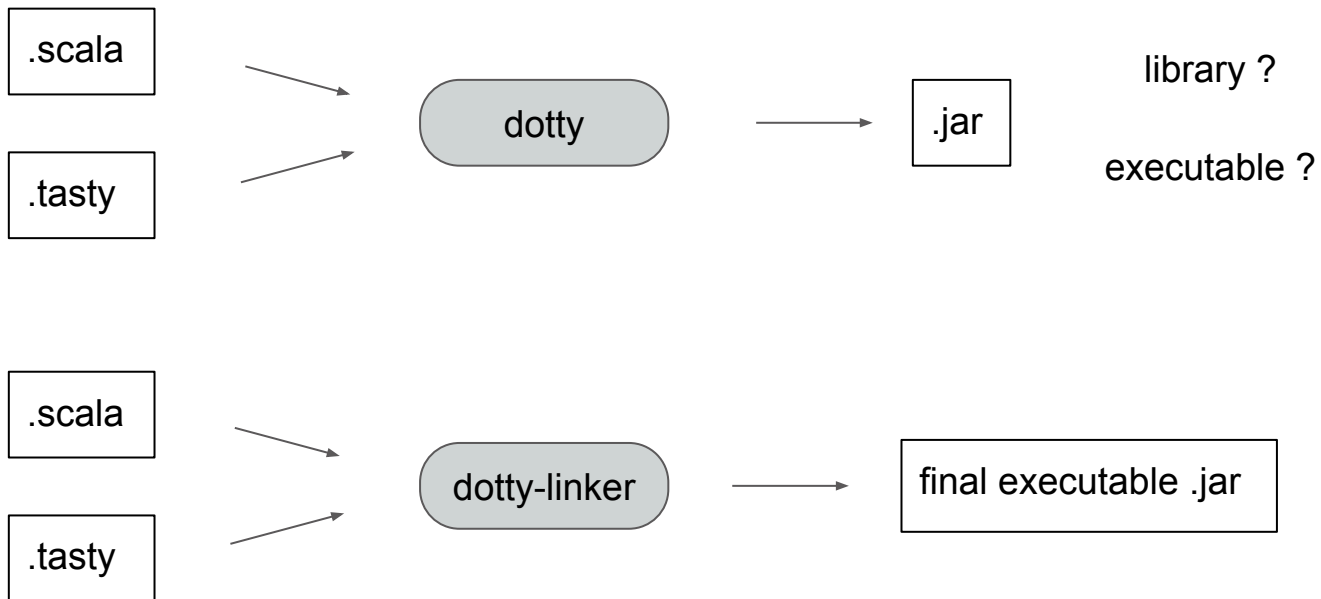 .scala
library ?
dotty
.jar
executable ?
.tasty
.scala
dotty-linker
final executable .jar
.tasty